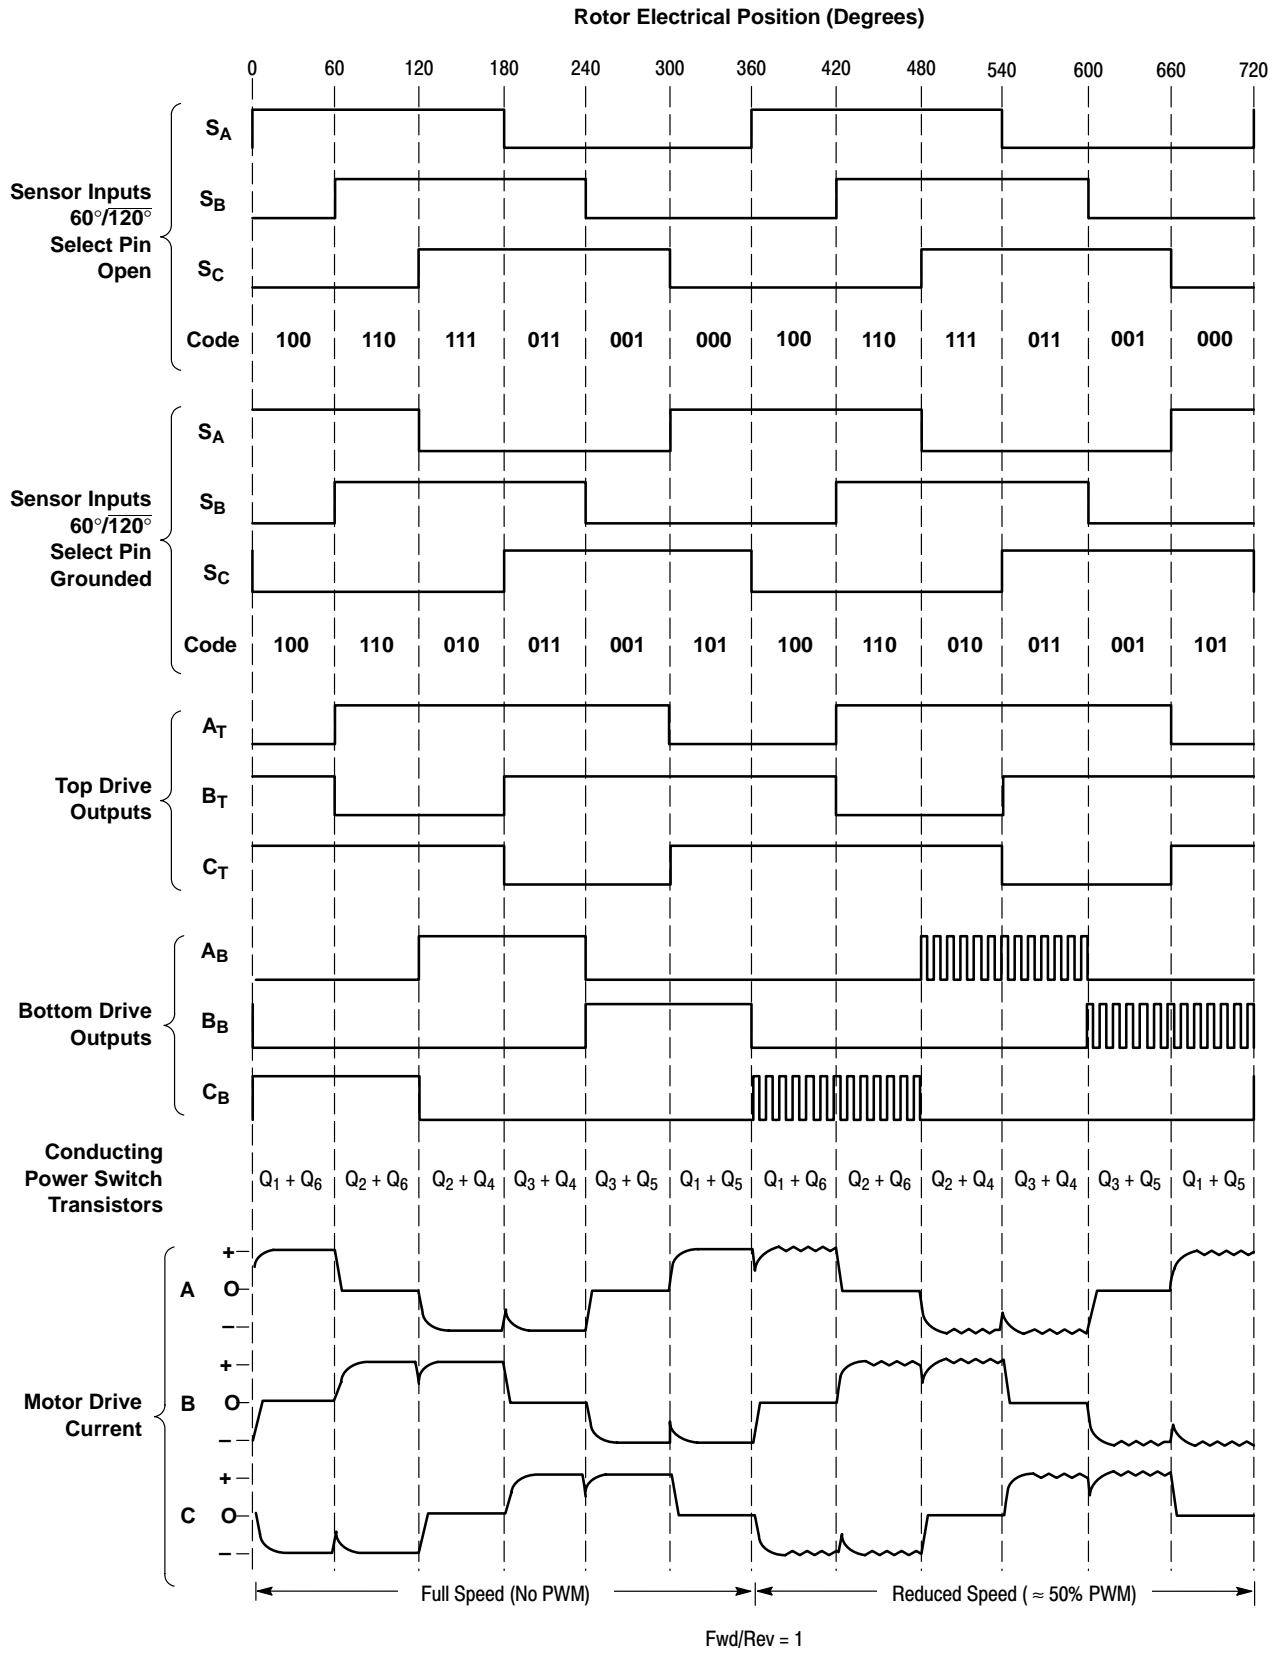 Rotor Electrical Position (Degrees)
0 60 120 180 240 300 360 420 480 540 600 660 720
Sensor Inputs
60°/120°
Select Pin
Open
SA
SB
SC
Code 100 110 111 011 001 000 100 110 111 011 001 000
Sensor Inputs
60°/120°
Select Pin
Grounded
SA
SB
SC
Code 100 110 010 011 001 101 100 110 010 011 001 101
Top Drive
Outputs
AT
BT
CT
Bottom Drive
Outputs
AB
BB
CB
Conducting
Power Switch
Transistors
Q1 + Q6 Q2 + Q6 Q2 + Q4 Q3 + Q4 Q3 + Q5 Q1 + Q5 Q1 + Q6 Q2 + Q6 Q2 + Q4 Q3 + Q4 Q3 + Q5 Q1 + Q5
Motor Drive
Current
A
+
O
−
B
+
O
−
C
+
O
−
Full Speed (No PWM)
Reduced Speed ( ≈ 50% PWM)
Fwd/Rev = 1